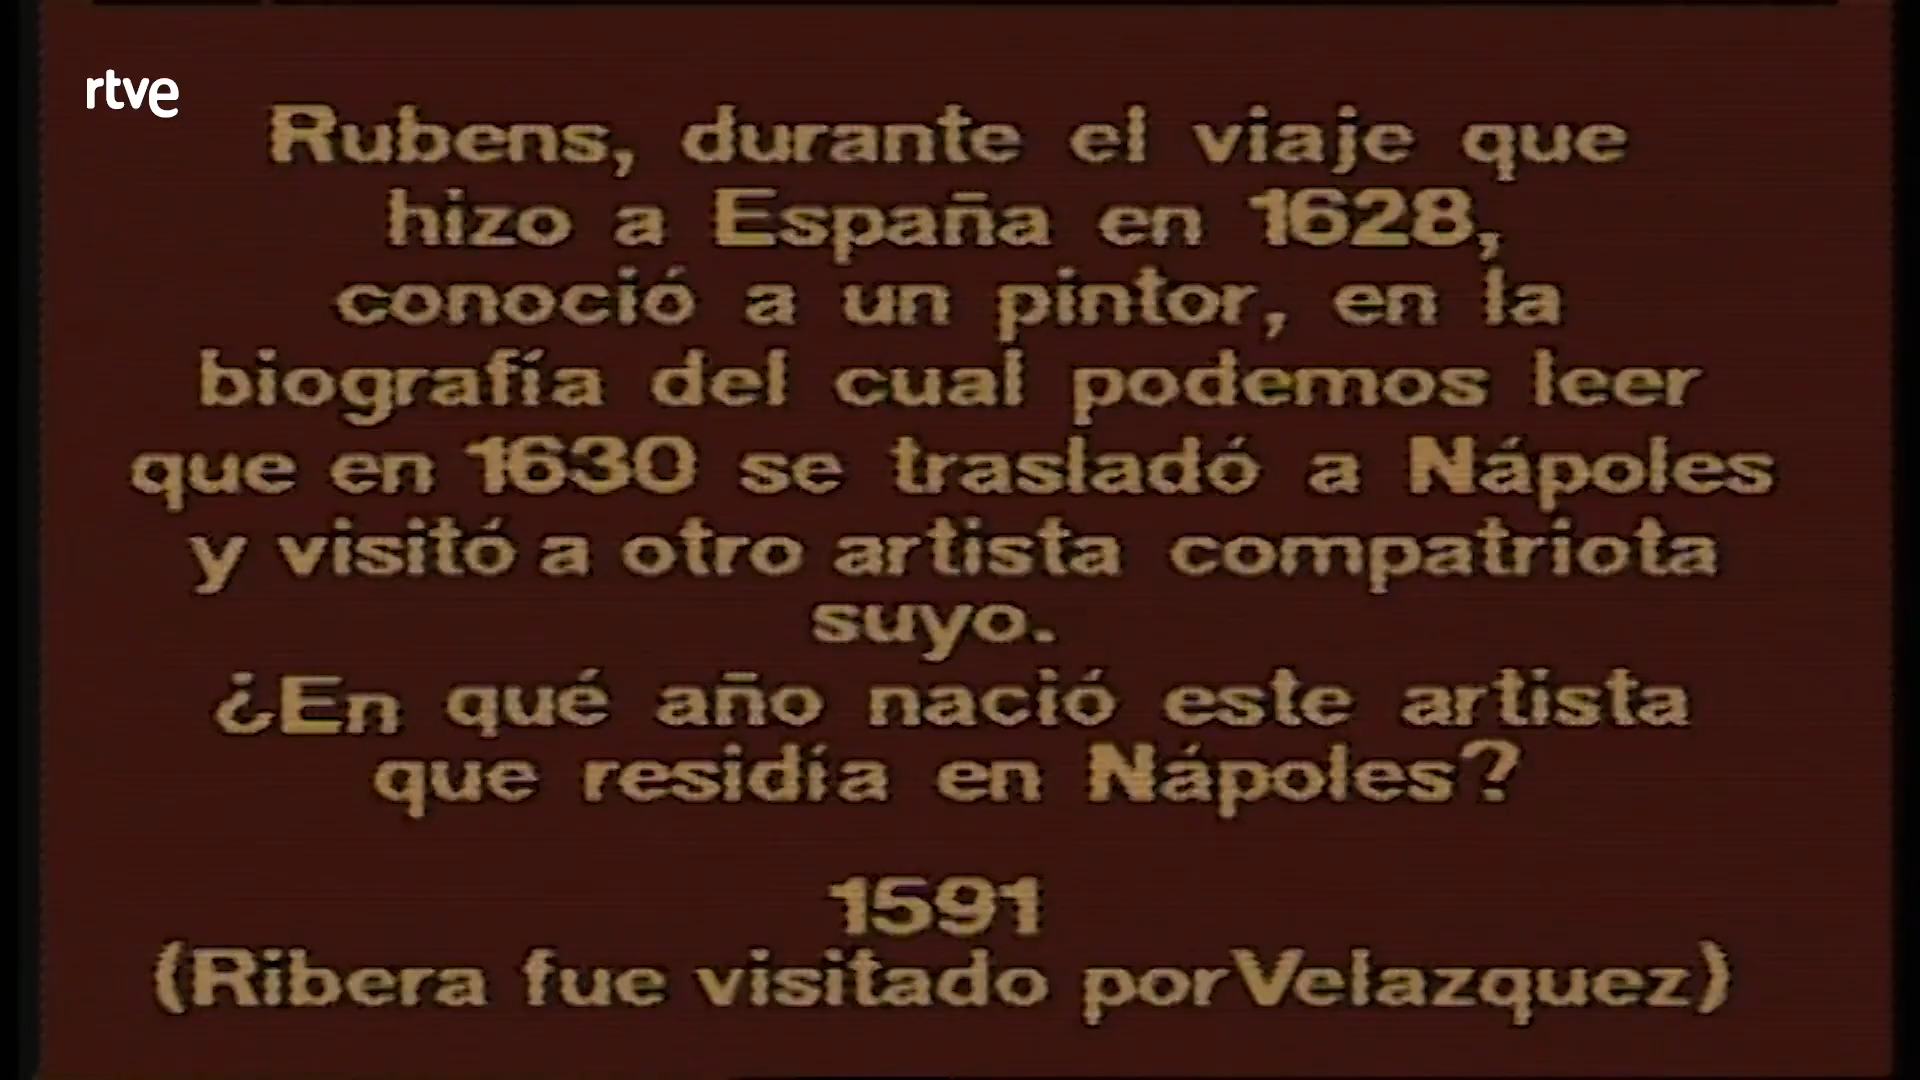 rtve
Rubens, durante el viaje que
hizo a España en 1628,
conoció a un pintor, en la
biografía del cual podemos leer
que en 1630 se trasladó a Nápoles
y visitó a otro artista compatriota
suyo.
¿En qué año nació este artista
que residía en Nápoles?
1591
(Ribera fue visitado por Velazquez)